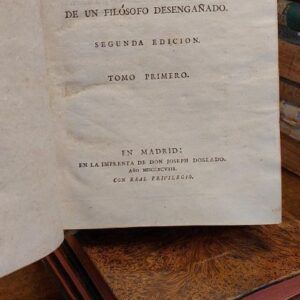 DE UN FILÓSOFO DESENGAÑADO.
SEGUNDA EDICION.
TOMO PRIMERO.
EN MADRID:
EN LA IMPRENTA DE DON JOSEPH DOBLADO.
AÑO
CON REAL PRIVILEGIO.